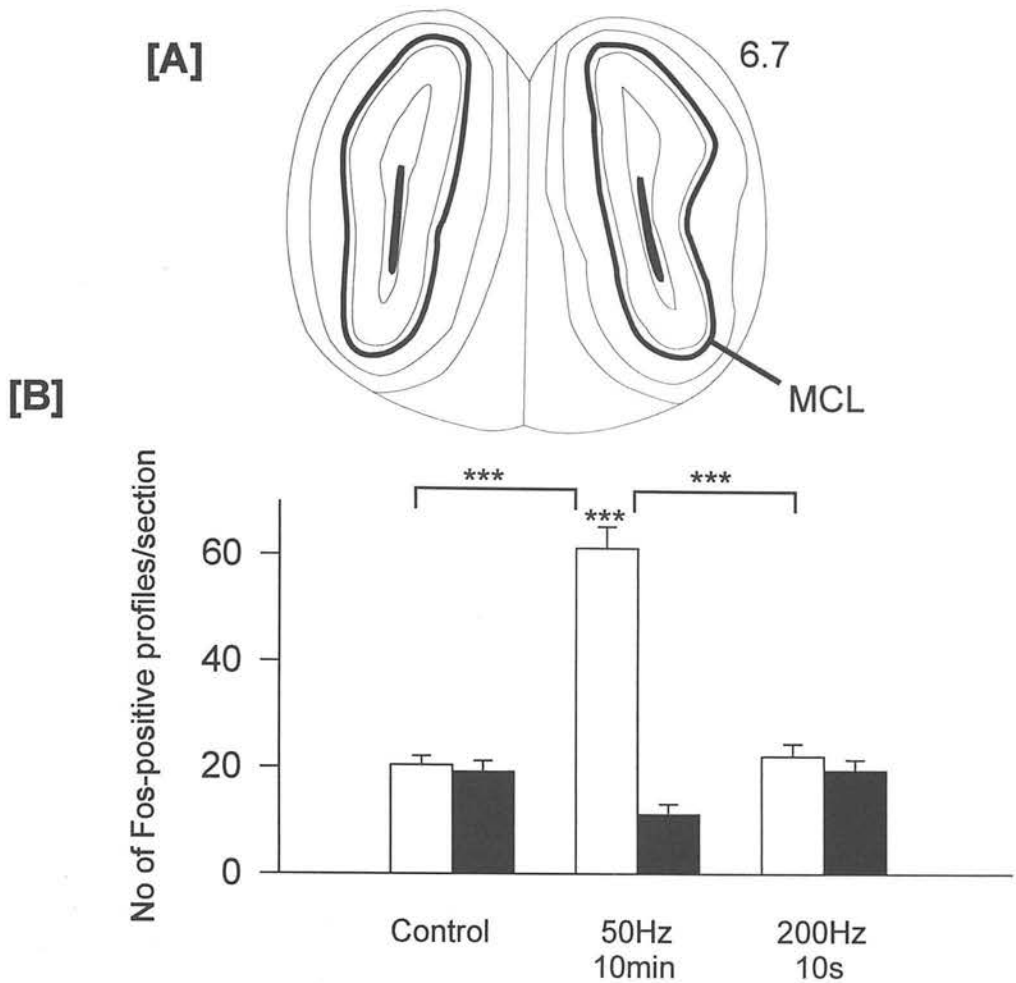 [A]
6.7
MCL
[B]
No of Fos-positive profiles/section
***
***
***
60
40
20
0
Control
50Hz
10min
200Hz
10s